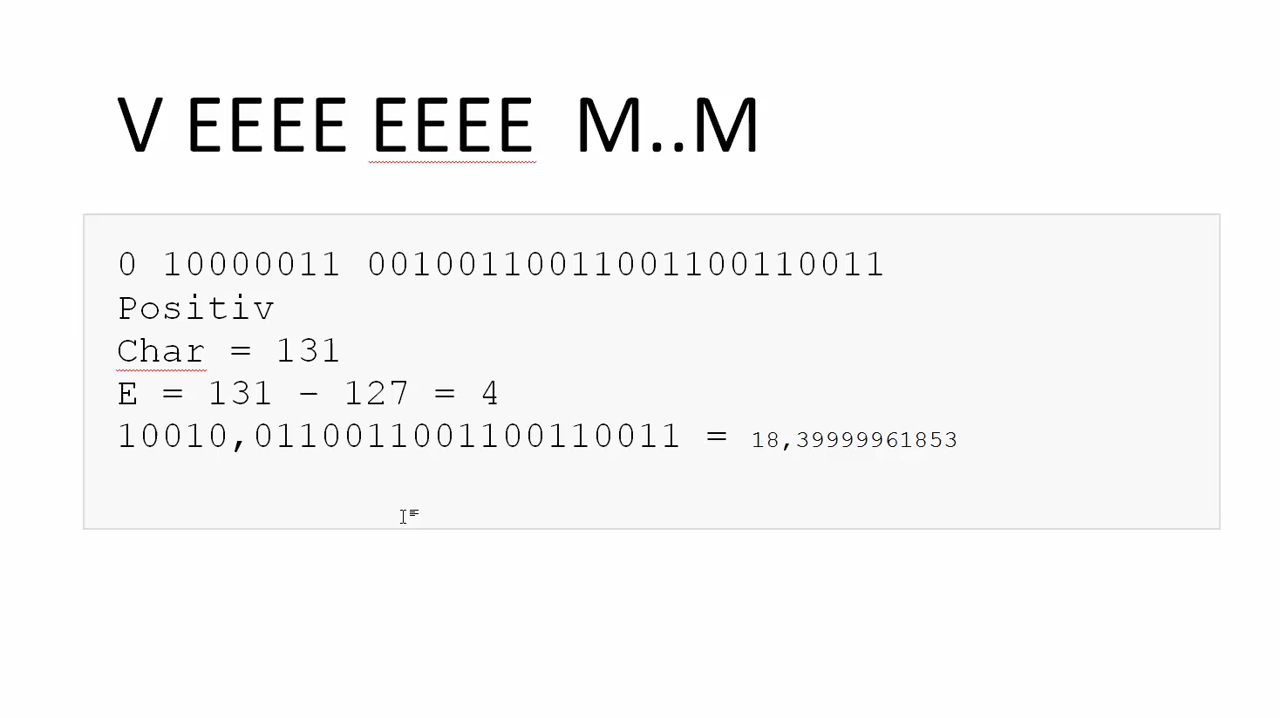 V EEEE EEEE M..M
0 10000011 00100110011001100110011
Positiv
Char = 131
E = 131 – 127 = 4
10010,0110011001100110011 = 18,39999961853